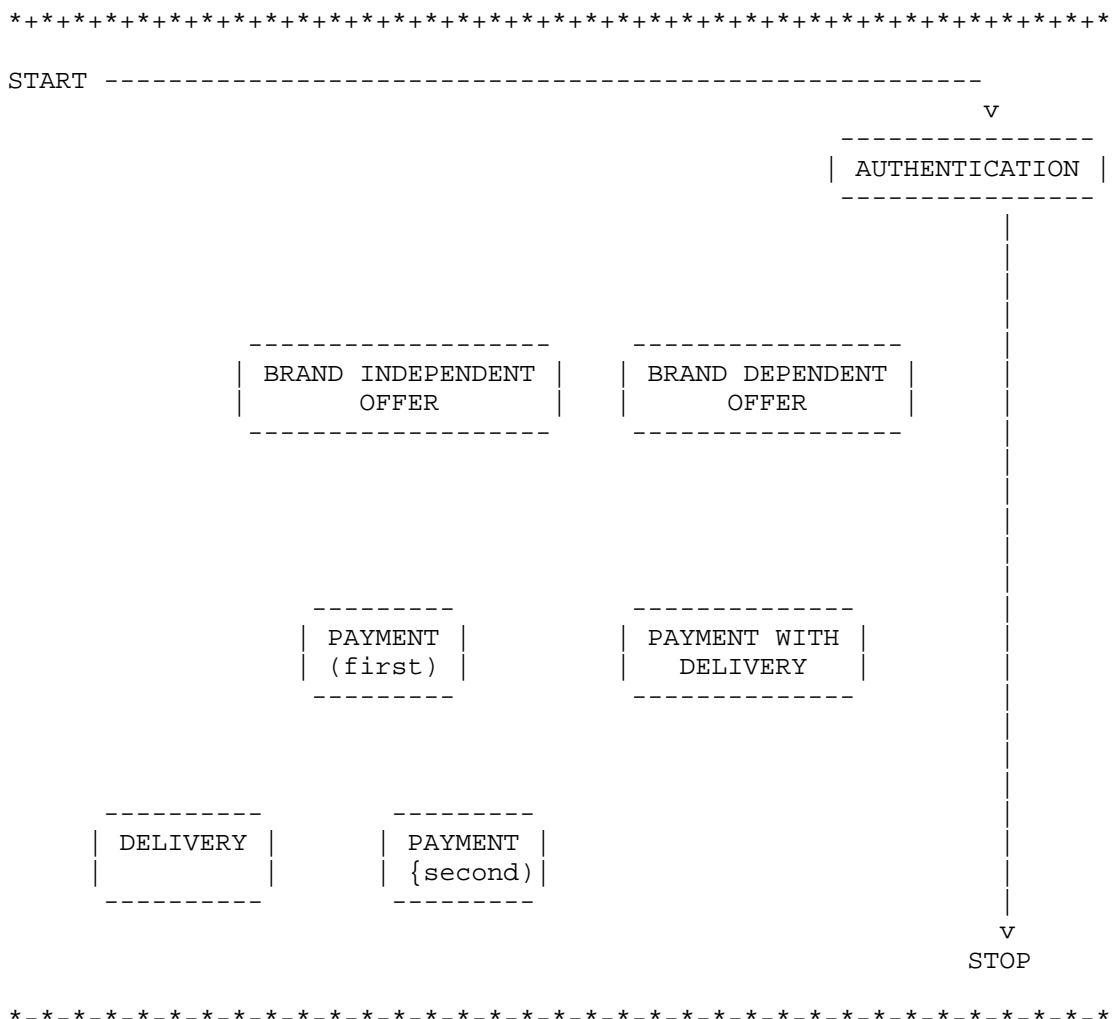 *+*+*+*+*+*+*+*+*+*+*+*+*+*+*+*+*+*+*+*+*+*+*+*+*+*+*+*+*+*+*+*+*+*+*
START -------------------------------------------------------
v
----------------
| AUTHENTICATION |
----------------
|
|
|
|
------------------- ----------------- |
| BRAND INDEPENDENT | | BRAND DEPENDENT | |
| OFFER | | OFFER | |
------------------- ----------------- |
|
|
|
|
|
--------- -------------- |
| PAYMENT | | PAYMENT WITH | |
| (first) | | DELIVERY | |
--------- -------------- |
|
|
|
---------- --------- |
| DELIVERY | | PAYMENT | |
| | | {second)| |
---------- --------- |
v
STOP
*-*-*-*-*-*-*-*-*-*-*-*-*-*-*-*-*-*-*-*-*-*-*-*-*-*-*-*-*-*-*-*-*-*-*